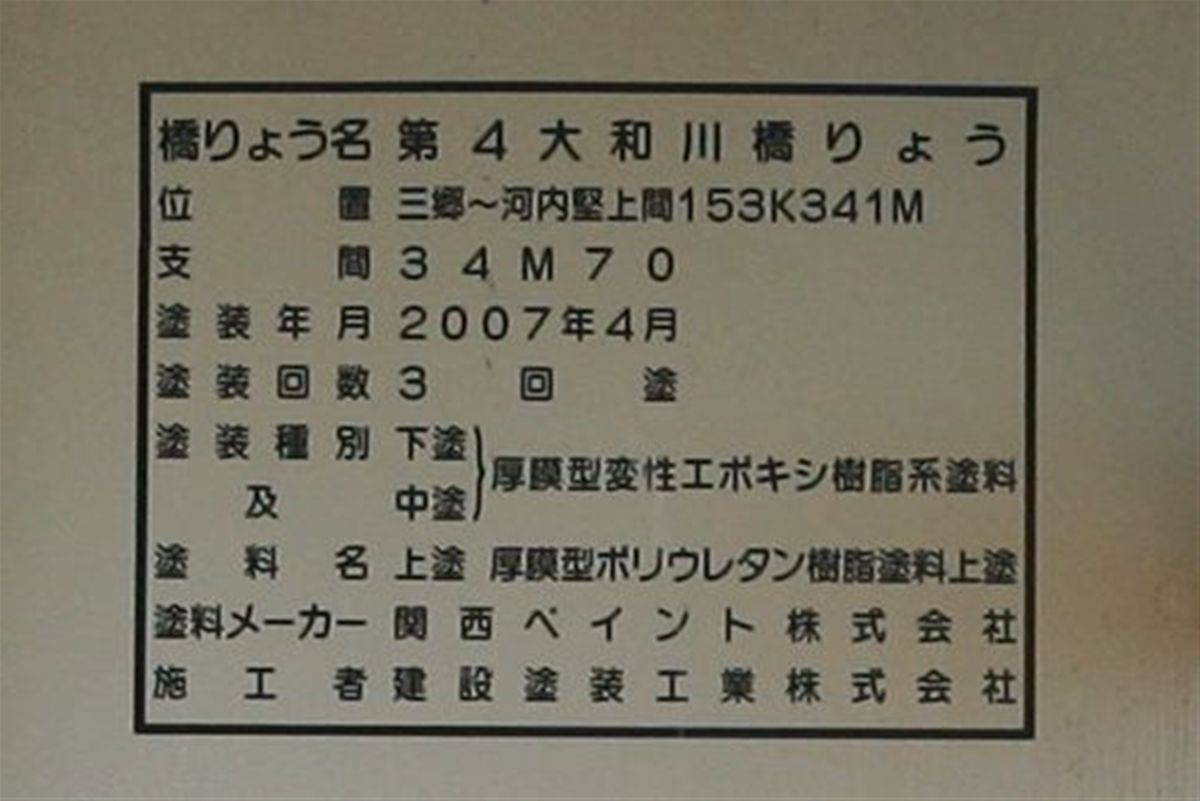 橋りょう名 第4大和川橋りょう
位置 三郷～河内堅上間153K341M
支間 34M70
塗装年月 2007年4月
塗装回数 3回塗
塗装種別 下塗
及 中塗 厚膜型変性エポキシ樹脂系塗料
塗料名 上塗 厚膜型ポリウレタン樹脂塗料上塗
塗料メーカー 関西ペイント株式会社
施工者 建設塗装工業株式会社